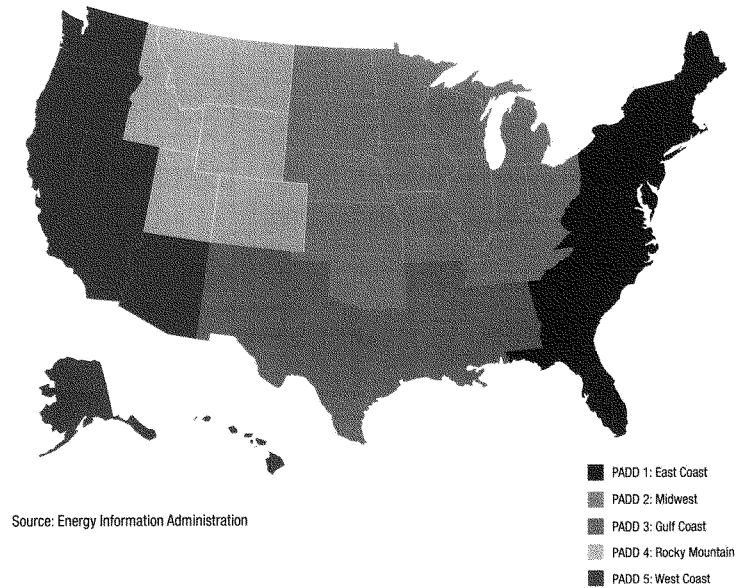 Source: Energy Information Administration
PADD 1: East Coast
PADD 2: Midwest
PADD 3: Gulf Coast
PADD 4: Rocky Mountain
PADD 5: West Coast